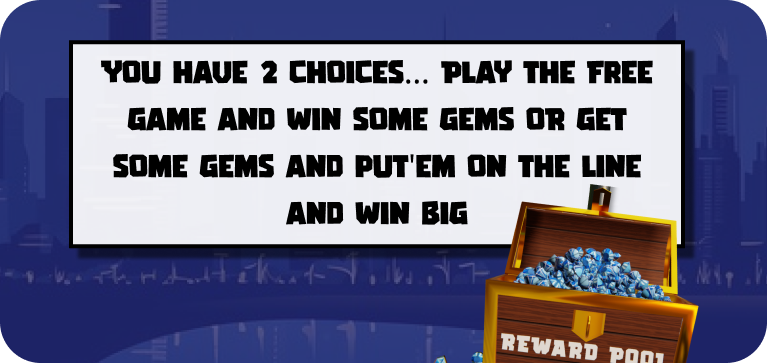 YOU HAVE 2 CHOICES... PLAY THE FREE
GAME AND WIN SOME GEMS OR GET
SOME GEMS AND PUT'EM ON THE LINE
AND WIN BIG
REWARD POOL